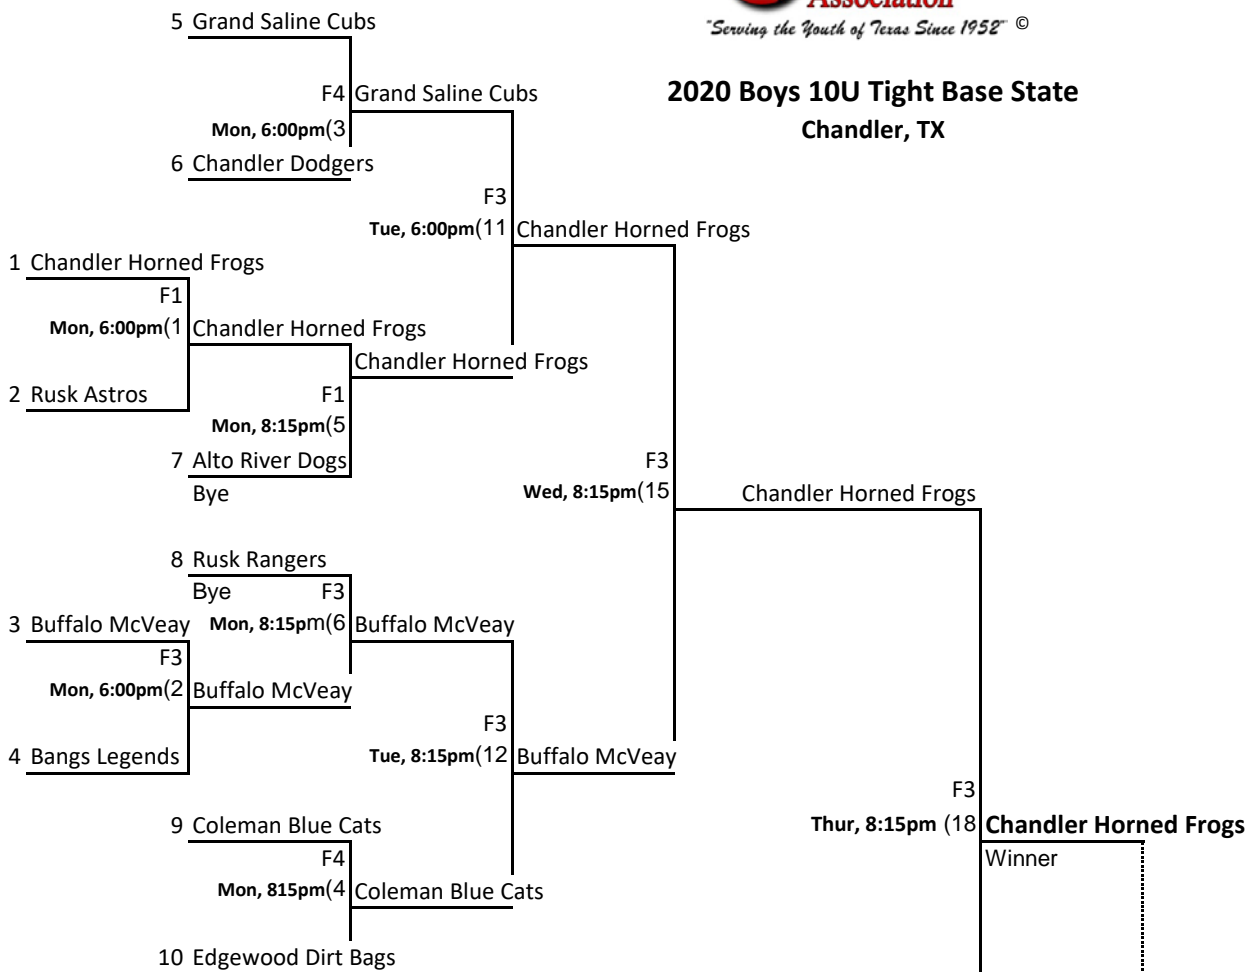 Association
"Serving the Youth of Texas Since 1952" ©
2020 Boys 10U Tight Base State
Chandler, TX
5 Grand Saline Cubs
F4 Grand Saline Cubs
Mon, 6:00pm(3
6 Chandler Dodgers
F3
Tue, 6:00pm(11 Chandler Horned Frogs
1 Chandler Horned Frogs
F1
Mon, 6:00pm(1 Chandler Horned Frogs
Chandler Horned Frogs
2 Rusk Astros
F1
Mon, 8:15pm(5
7 Alto River Dogs
Bye
F3
Wed, 8:15pm(15 Chandler Horned Frogs
8 Rusk Rangers
Bye F3
3 Buffalo McVeay Mon, 8:15pm(6 Buffalo McVeay
F3
Mon, 6:00pm(2 Buffalo McVeay
F3
4 Bangs Legends Tue, 8:15pm(12 Buffalo McVeay
F3
9 Coleman Blue Cats Thur, 8:15pm (18 Chandler Horned Frogs
F4 Winner
Mon, 815pm(4 Coleman Blue Cats
10 Edgewood Dirt Bags